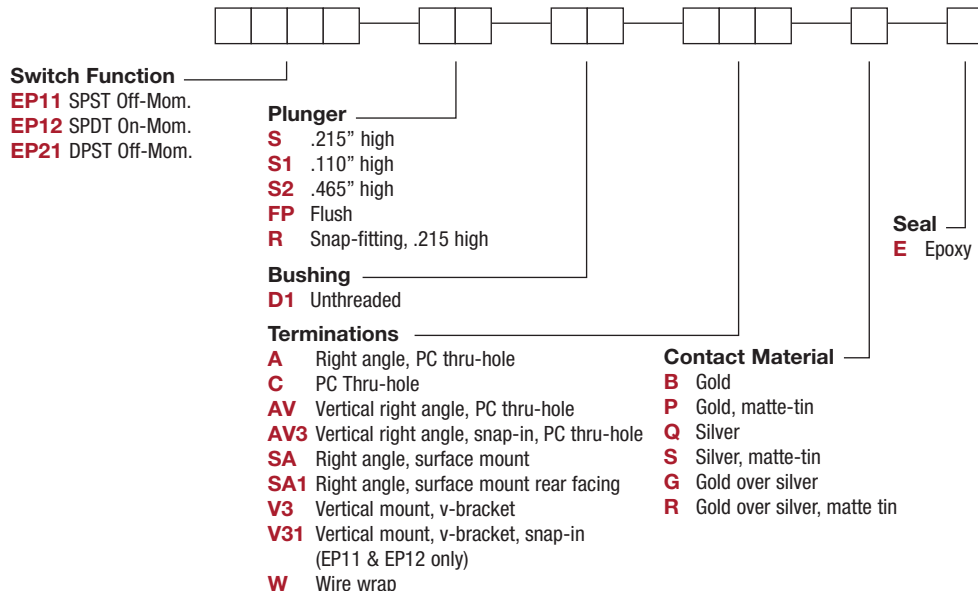 Switch Function
EP11 SPST Off-Mom.
EP12 SPDT On-Mom.
EP21 DPST Off-Mom.
Plunger
S .215” high
S1 .110” high
S2 .465” high
FP Flush
R Snap-fitting, .215 high
Bushing
D1 Unthreaded
Terminations
A Right angle, PC thru-hole
C PC Thru-hole
AV Vertical right angle, PC thru-hole
AV3 Vertical right angle, snap-in, PC thru-hole
SA Right angle, surface mount
SA1 Right angle, surface mount rear facing
V3 Vertical mount, v-bracket
V31 Vertical mount, v-bracket, snap-in
(EP11 & EP12 only)
W Wire wrap
Contact Material
B Gold
P Gold, matte-tin
Q Silver
S Silver, matte-tin
G Gold over silver
R Gold over silver, matte tin
Seal
E Epoxy